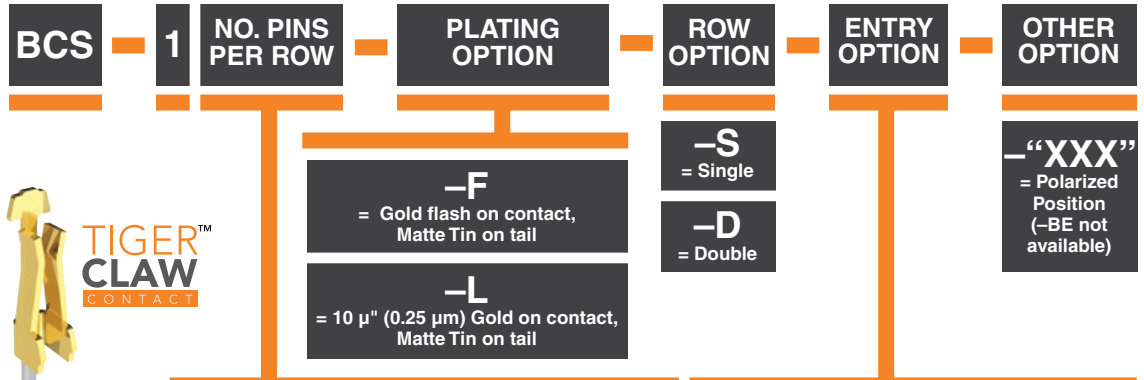 BCS
1
NO. PINS
PER ROW
PLATING
OPTION
ROW
OPTION
ENTRY
OPTION
OTHER
OPTION
–F
= Gold flash on contact,
Matte Tin on tail
–L
= 10 µ" (0.25 µm) Gold on contact,
Matte Tin on tail
–S
= Single
–D
= Double
–“XXX”
= Polarized
Position
(–BE not
available)
TIGER™
CLAW
CONTACT